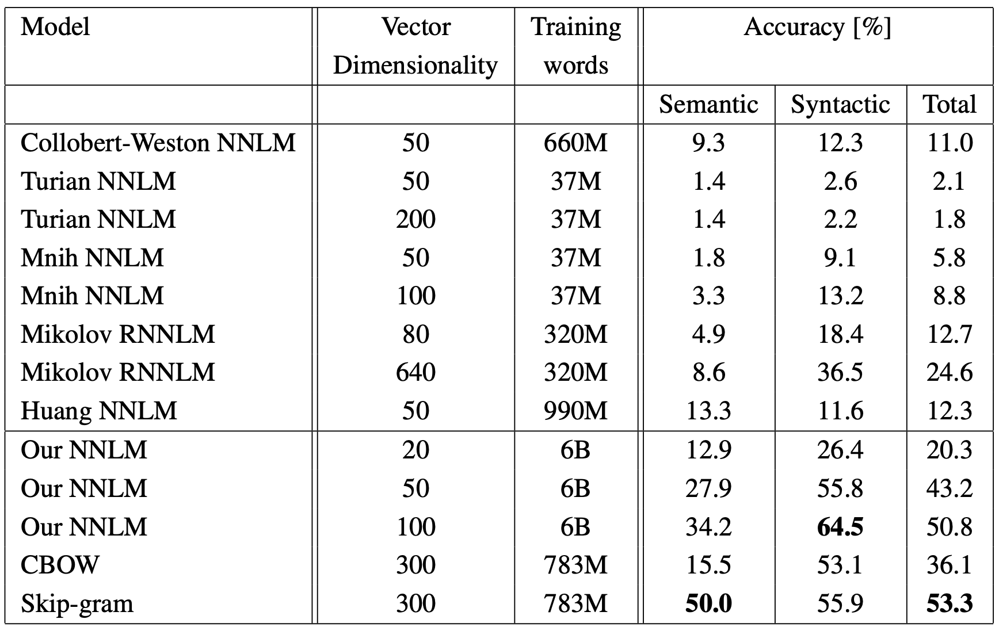 Model Vector Training Accuracy [%]
Dimensionality words
Semantic Syntactic Total
Collobert-Weston NNLM 50 660M 9.3 12.3 11.0
Turian NNLM 50 37M 1.4 2.6 2.1
Turian NNLM 200 37M 1.4 2.2 1.8
Mnih NNLM 50 37M 1.8 9.1 5.8
Mnih NNLM 100 37M 3.3 13.2 8.8
Mikolov RNNLM 80 320M 4.9 18.4 12.7
Mikolov RNNLM 640 320M 8.6 36.5 24.6
Huang NNLM 50 990M 13.3 11.6 12.3
Our NNLM 20 6B 12.9 26.4 20.3
Our NNLM 50 6B 27.9 55.8 43.2
Our NNLM 100 6B 34.2 64.5 50.8
CBOW 300 783M 15.5 53.1 36.1
Skip-gram 300 783M 50.0 55.9 53.3